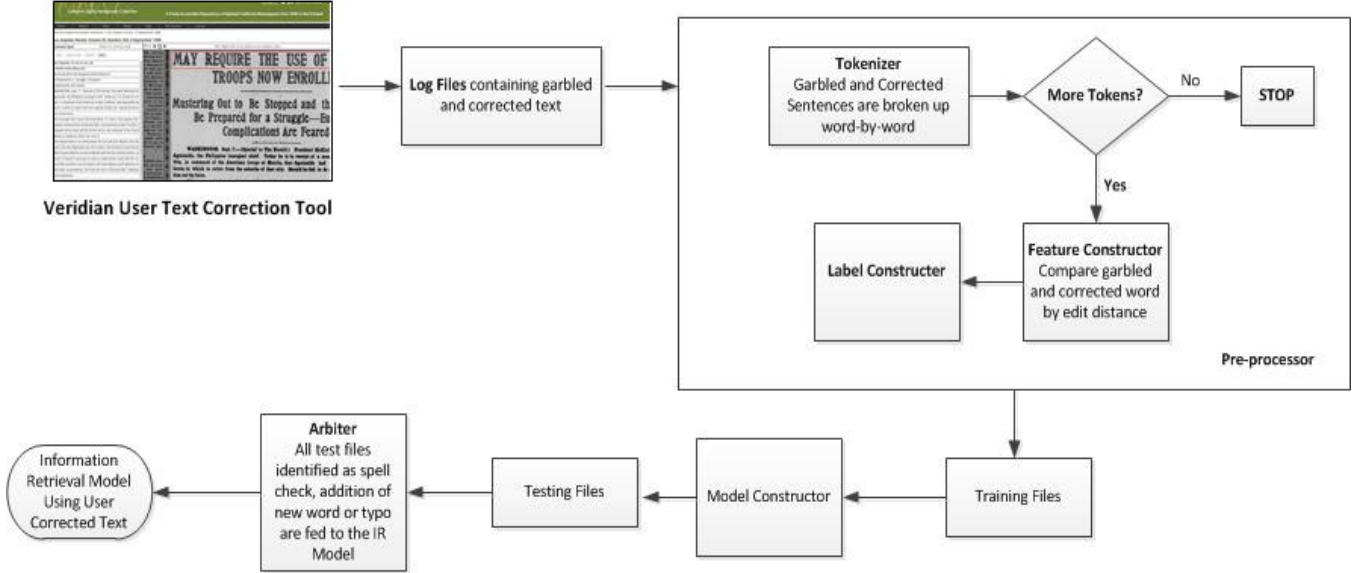 MAY REQUIRE THE USE OF
TROOPS NOW ENROLLI
Mustering Out to Be Stopped and th
Be Prepared for a Struggle—Eu
Complications Are Feared
Veridian User Text Correction Tool
Log Files containing garbled
and corrected text
Tokenizer
Garbled and Corrected
Sentences are broken up
word-by-word
More Tokens?
No
STOP
Yes
Feature Constructor
Compare garbled
and corrected word
by edit distance
Label Constructer
Pre-processor
Training Files
Model Constructor
Testing Files
Arbiter
All test files
identified as spell
check, addition of
new word or typo
are fed to the IR
Model
Information
Retrieval Model
Using User
Corrected Text